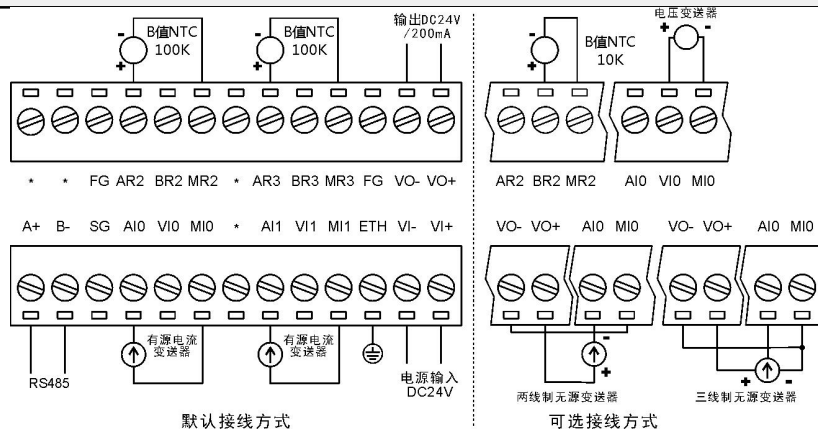 B值NTC
100K
B值NTC
100K
输出DC24V
/200mA
B值NTC
10K
电压变送器
* * FG AR2 BR2 MR2 * AR3 BR3 MR3 FG VO- VO+
AR2 BR2 MR2
AI0 VI0 MI0
A+ B- SG AI0 VI0 MI0 * AI1 VI1 MI1 ETH VI- VI+
VO- VO+ AI0 MI0
VO- VO+ AI0 MI0
RS485
有源电流
变送器
有源电流
变送器
电源输入
DC24V
两线制无源变送器
三线制无源变送器
默认接线方式
可选接线方式